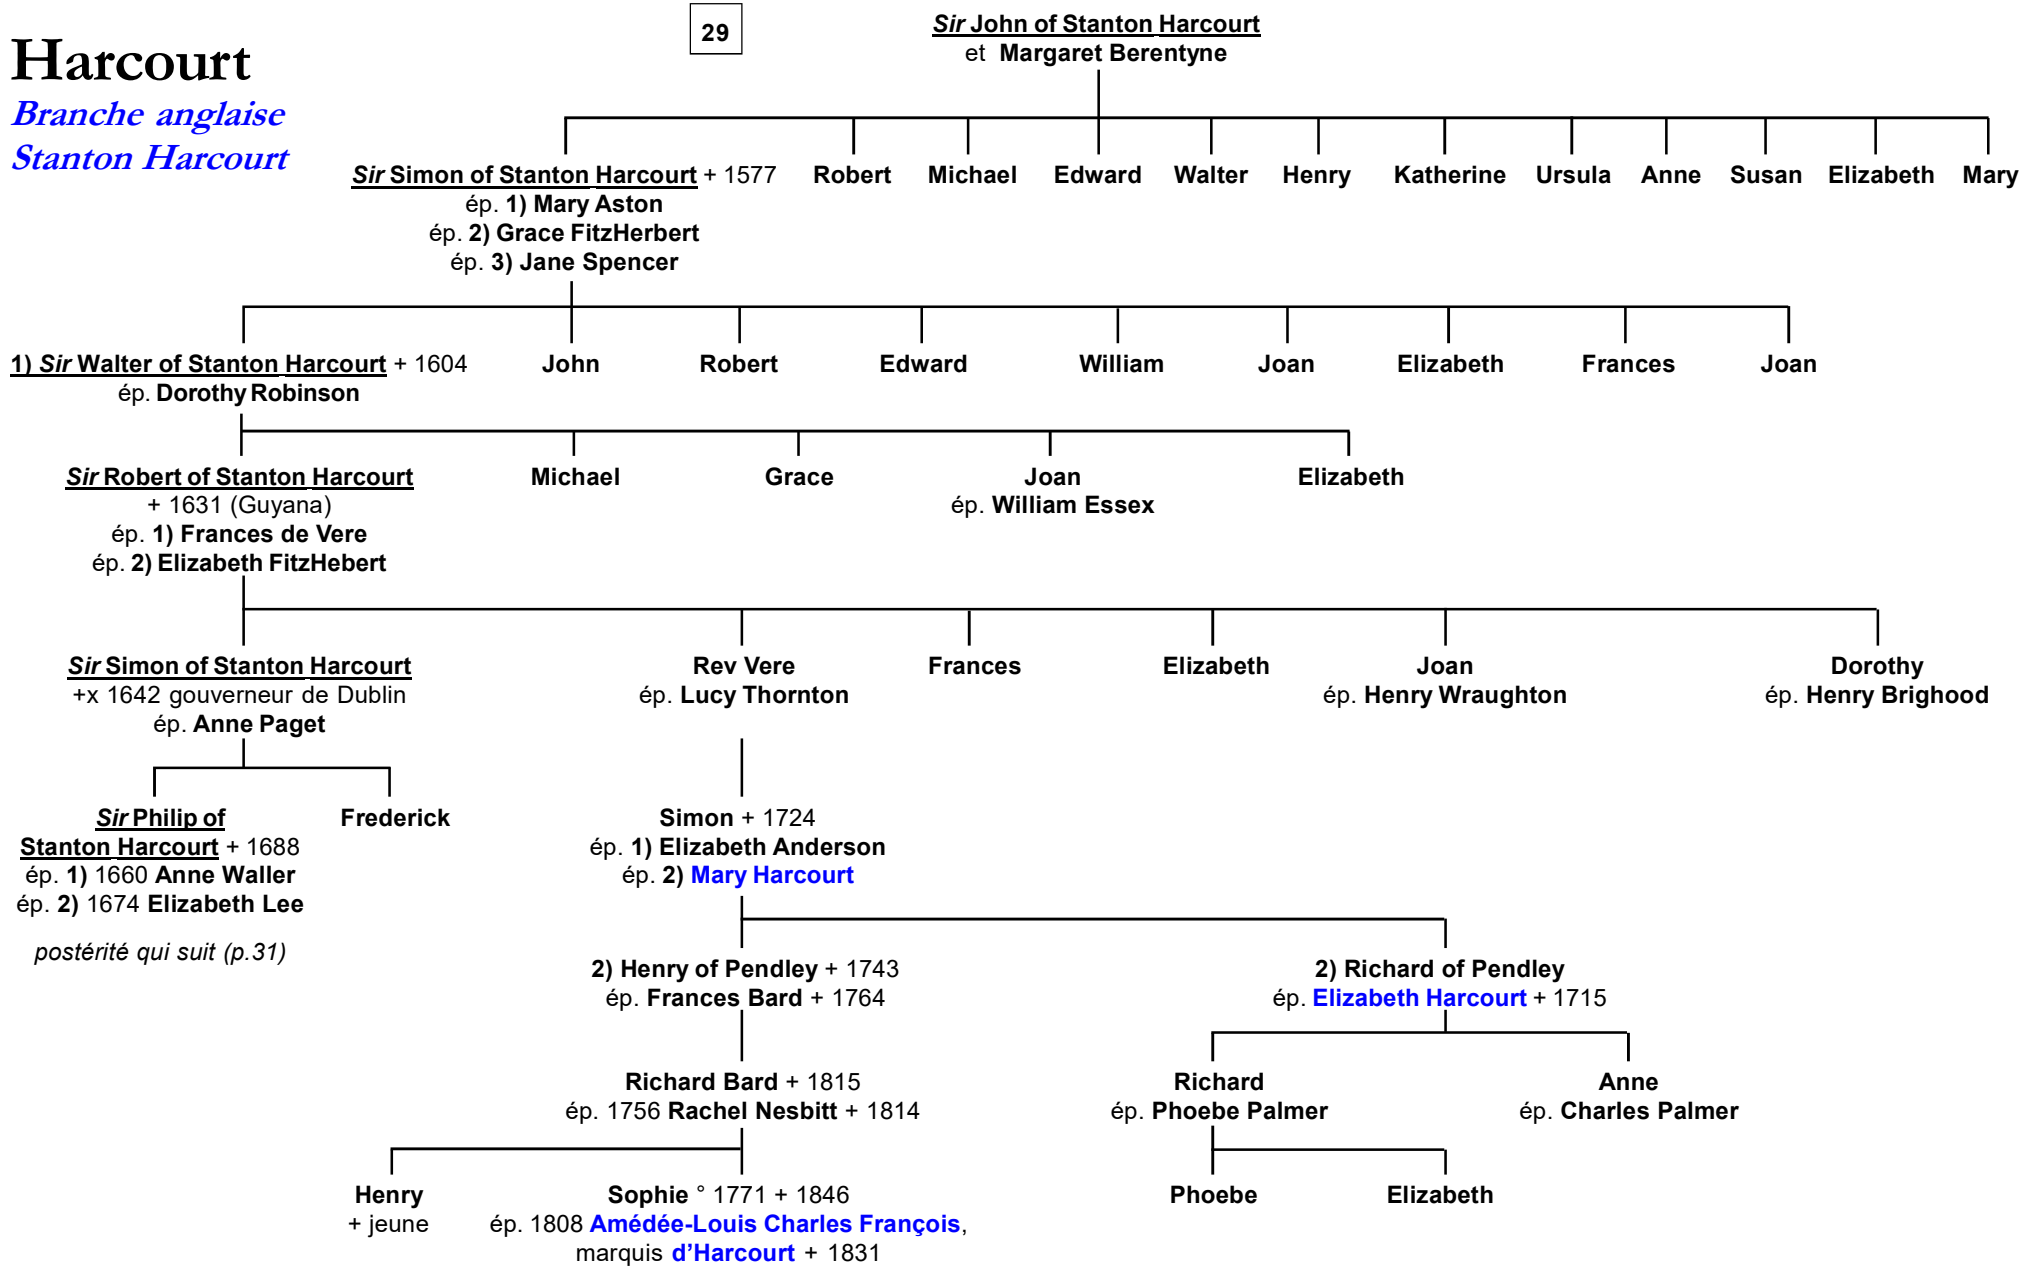 Harcourt
Branche anglaise
Stanton Harcourt
29
Sir John of Stanton Harcourt
et Margaret Berentyne
Sir Simon of Stanton Harcourt + 1577
ép. 1) Mary Aston
ép. 2) Grace FitzHerbert
ép. 3) Jane Spencer
Robert
Michael
Edward
Walter
Henry
Katherine
Ursula
Anne
Susan
Elizabeth
Mary
1) Sir Walter of Stanton Harcourt + 1604
ép. Dorothy Robinson
John
Robert
Edward
William
Joan
Elizabeth
Frances
Joan
Sir Robert of Stanton Harcourt
+ 1631 (Guyana)
ép. 1) Frances de Vere
ép. 2) Elizabeth FitzHebert
Michael
Grace
Joan
ép. William Essex
Elizabeth
Sir Simon of Stanton Harcourt
+x 1642 gouverneur de Dublin
ép. Anne Paget
Rev Vere
ép. Lucy Thornton
Frances
Elizabeth
Joan
ép. Henry Wraughton
Dorothy
ép. Henry Brighood
Sir Philip of
Stanton Harcourt + 1688
ép. 1) 1660 Anne Waller
ép. 2) 1674 Elizabeth Lee
postérité qui suit (p.31)
Frederick
Simon + 1724
ép. 1) Elizabeth Anderson
ép. 2) Mary Harcourt
2) Henry of Pendley + 1743
ép. Frances Bard + 1764
2) Richard of Pendley
ép. Elizabeth Harcourt + 1715
Richard Bard + 1815
ép. 1756 Rachel Nesbitt + 1814
Richard
ép. Phoebe Palmer
Anne
ép. Charles Palmer
Henry
+ jeune
Sophie ° 1771 + 1846
ép. 1808 Amédée-Louis Charles François,
marquis d’Harcourt + 1831
Phoebe
Elizabeth